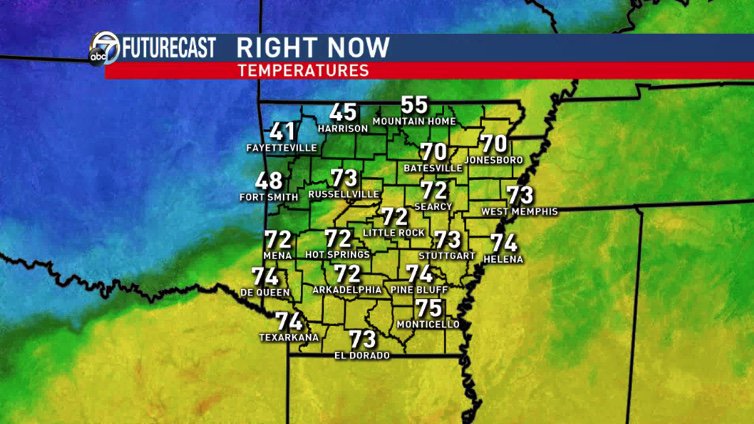 7
abc
FUTURECAST
RIGHT NOW
TEMPERATURES
55
MOUNTAIN HOME
45
HARRISON
41
FAYETTEVILLE
70
JONESBORO
70
BATESVILLE
48
FORT SMITH
73
RUSSELLVILLE
72
SEARCY
73
WEST MEMPHIS
72
LITTLE ROCK
72
MENA
72
HOT SPRINGS
73
STUTTGART
74
HELENA
74
DE QUEEN
72
ARKADELPHIA
74
PINE BLUFF
75
MONTICELLO
74
TEXARKANA
73
EL DORADO